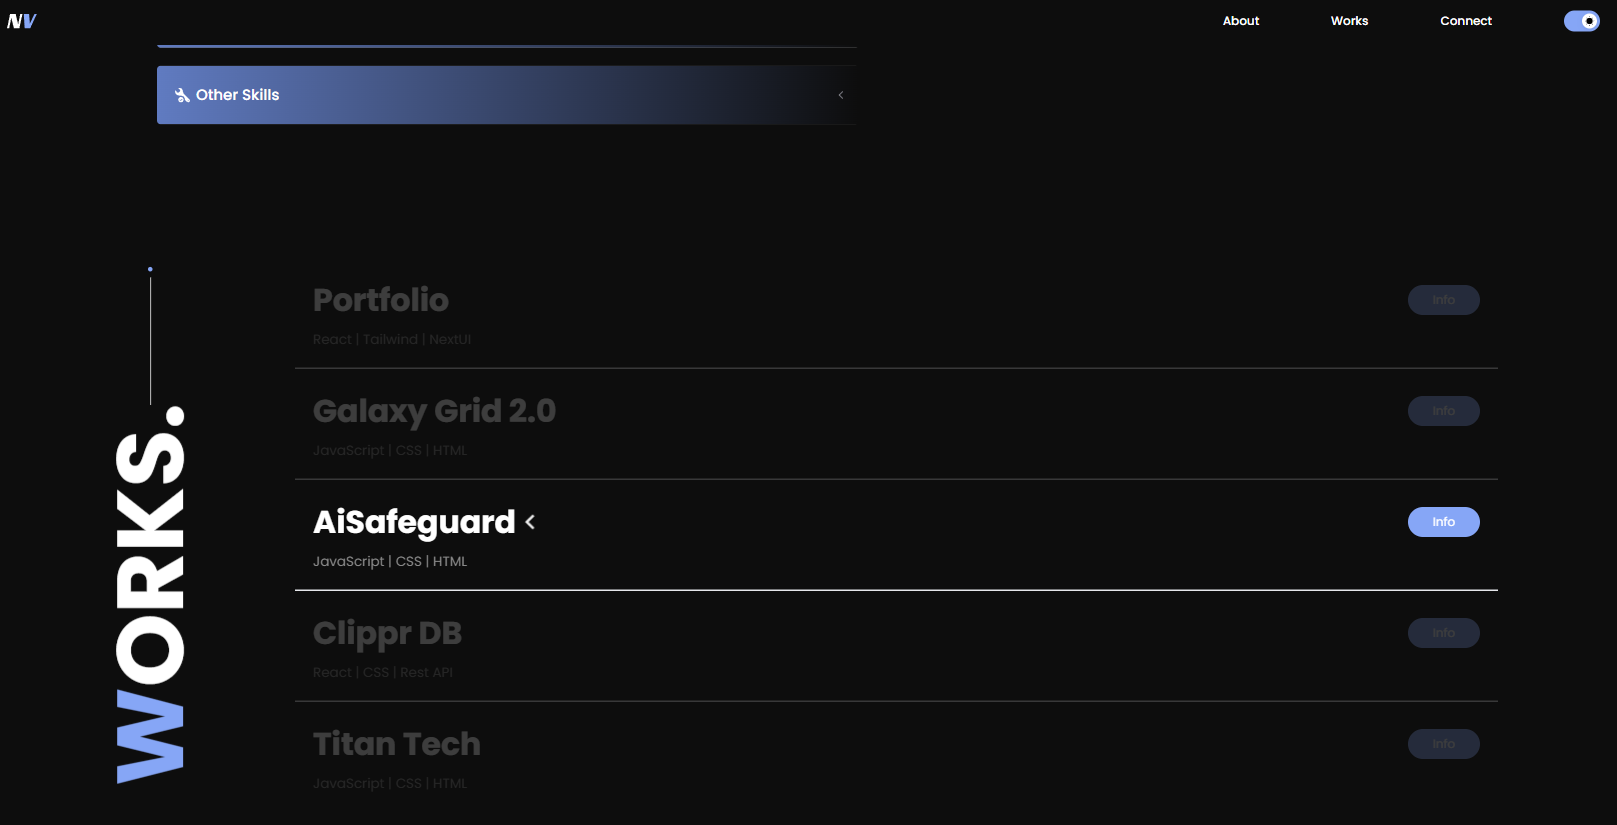 NV
About
Works
Connect
Other Skills
WORKS.
Portfolio
Info
React | Tailwind | NextUI
Galaxy Grid 2.0
Info
JavaScript | CSS | HTML
AiSafeguard
Info
JavaScript | CSS | HTML
Clippr DB
Info
React | CSS | Rest API
Titan Tech
Info
JavaScript | CSS | HTML